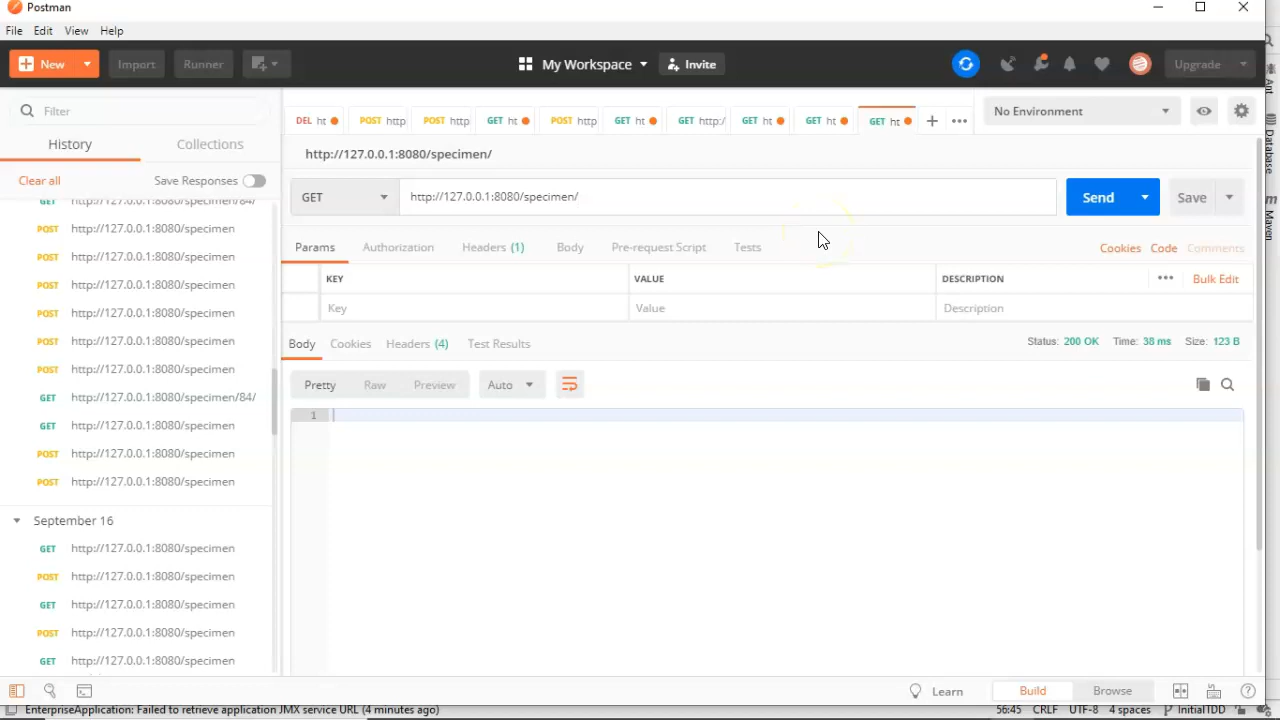 Postman
File Edit View Help
New Import Runner My Workspace Invite Upgrade
Filter
History Collections
Clear all Save Responses
GET http://127.0.0.1:8080/specimen/84/
POST http://127.0.0.1:8080/specimen
POST http://127.0.0.1:8080/specimen
POST http://127.0.0.1:8080/specimen
POST http://127.0.0.1:8080/specimen
POST http://127.0.0.1:8080/specimen
POST http://127.0.0.1:8080/specimen
GET http://127.0.0.1:8080/specimen/84/
GET http://127.0.0.1:8080/specimen
POST http://127.0.0.1:8080/specimen
POST http://127.0.0.1:8080/specimen
September 16
GET http://127.0.0.1:8080/specimen
POST http://127.0.0.1:8080/specimen
GET http://127.0.0.1:8080/specimen
POST http://127.0.0.1:8080/specimen
GET http://127.0.0.1:8080/specimen
DEL ht POST http POST http GET ht POST http GET ht GET http:/ GET ht GET ht GET ht No Environment
http://127.0.0.1:8080/specimen/
GET http://127.0.0.1:8080/specimen/ Send Save
Params Authorization Headers (1) Body Pre-request Script Tests Cookies Code Comments
KEY VALUE DESCRIPTION Bulk Edit
Key Value Description
Body Cookies Headers (4) Test Results Status: 200 OK Time: 38 ms Size: 123 B
Pretty Raw Preview Auto
1
Learn Build Browse
EnterpriseApplication: Failed to retrieve application JMX service URL (4 minutes ago) 56:45 CRLF UTF-8 4 spaces InitialTDD
Ant
Database
Maven